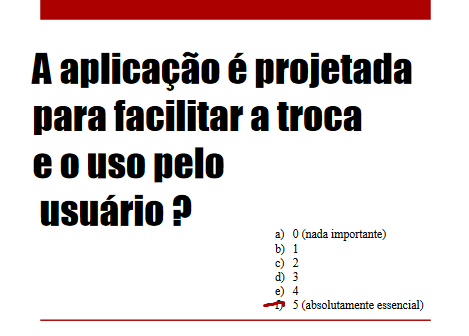 A aplicação é projetada
para facilitar a troca
e o uso pelo
usuário ?
a) 0 (nada importante)
b) 1
c) 2
d) 3
e) 4
f) 5 (absolutamente essencial)